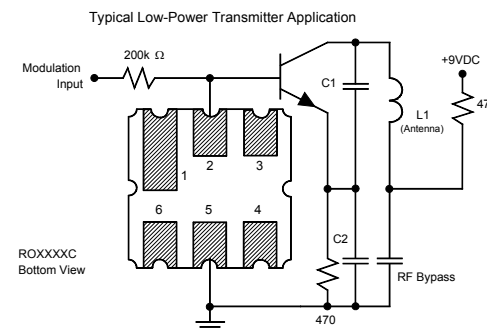 Typical Low-Power Transmitter Application
200k Ω
Modulation
Input
C1
+9VDC
47
L1
(Antenna)
1
2
3
6
5
4
ROXXXXC
Bottom View
C2
RF Bypass
470